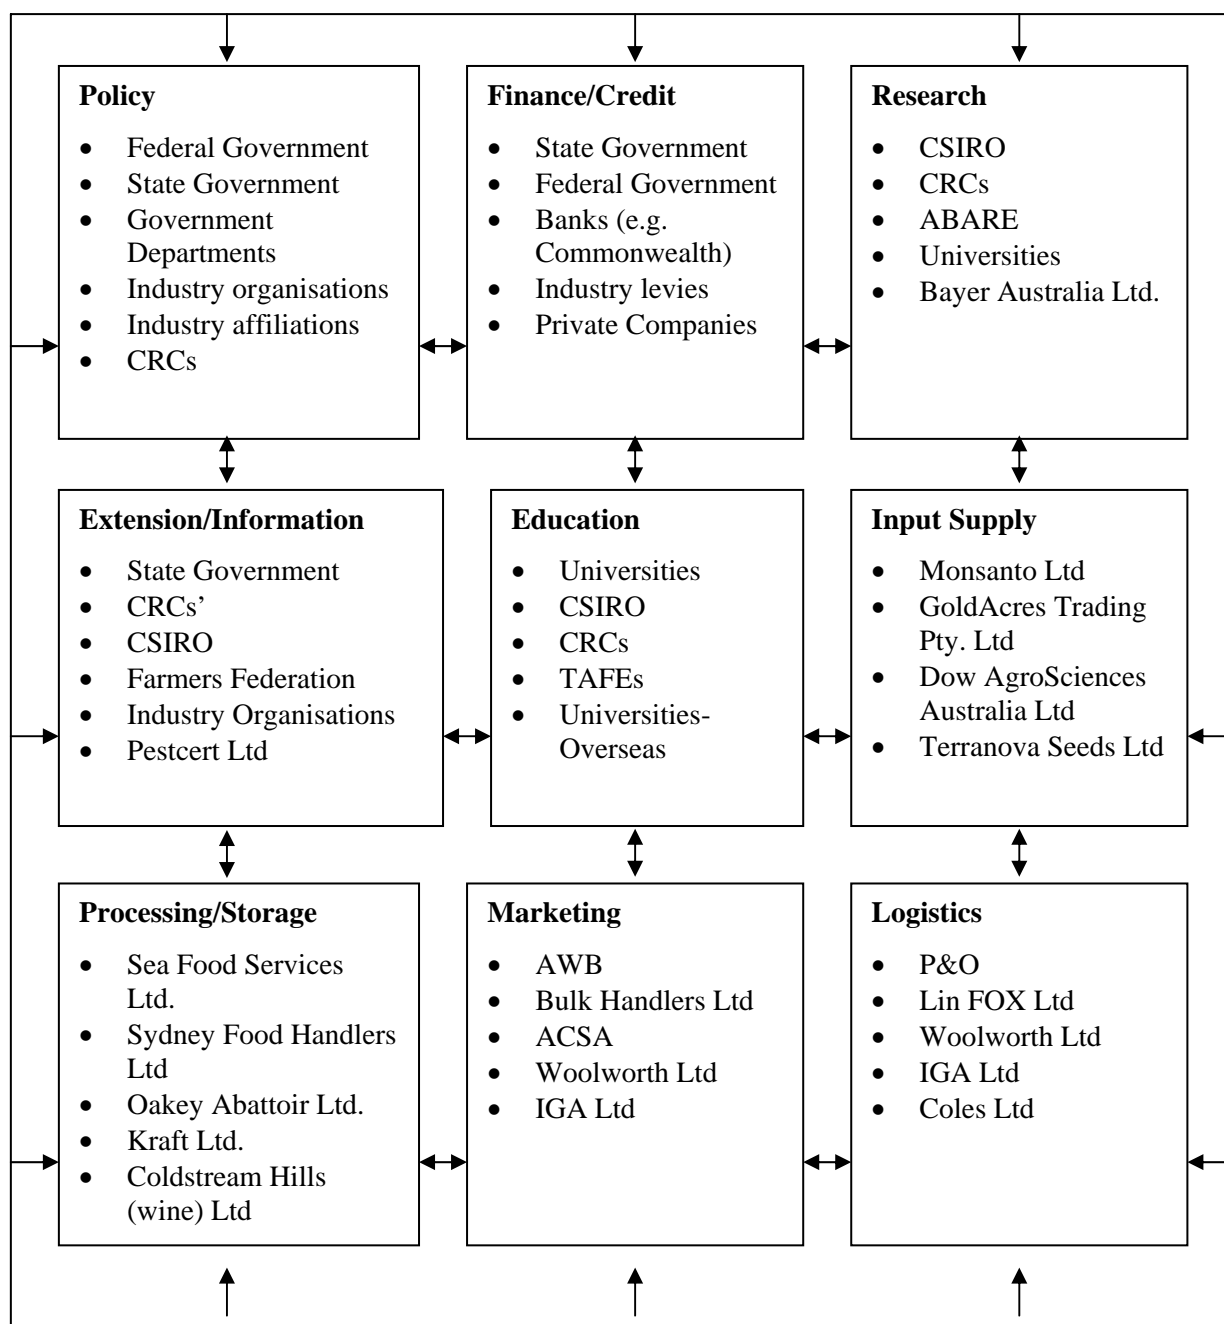 Policy
• Federal Government
• State Government
• Government
Departments
• Industry organisations
• Industry affiliations
• CRCs
Finance/Credit
• State Government
• Federal Government
• Banks (e.g.
Commonwealth)
• Industry levies
• Private Companies
Research
• CSIRO
• CRCs
• ABARE
• Universities
• Bayer Australia Ltd.
Extension/Information
• State Government
• CRCs’
• CSIRO
• Farmers Federation
• Industry Organisations
• Pestcert Ltd
Education
• Universities
• CSIRO
• CRCs
• TAFEs
• Universities-
Overseas
Input Supply
• Monsanto Ltd
• GoldAcres Trading
Pty. Ltd
• Dow AgroSciences
Australia Ltd
• Terranova Seeds Ltd
Processing/Storage
• Sea Food Services
Ltd.
• Sydney Food Handlers
Ltd
• Oakey Abattoir Ltd.
• Kraft Ltd.
• Coldstream Hills
(wine) Ltd
Marketing
• AWB
• Bulk Handlers Ltd
• ACSA
• Woolworth Ltd
• IGA Ltd
Logistics
• P&O
• Lin FOX Ltd
• Woolworth Ltd
• IGA Ltd
• Coles Ltd